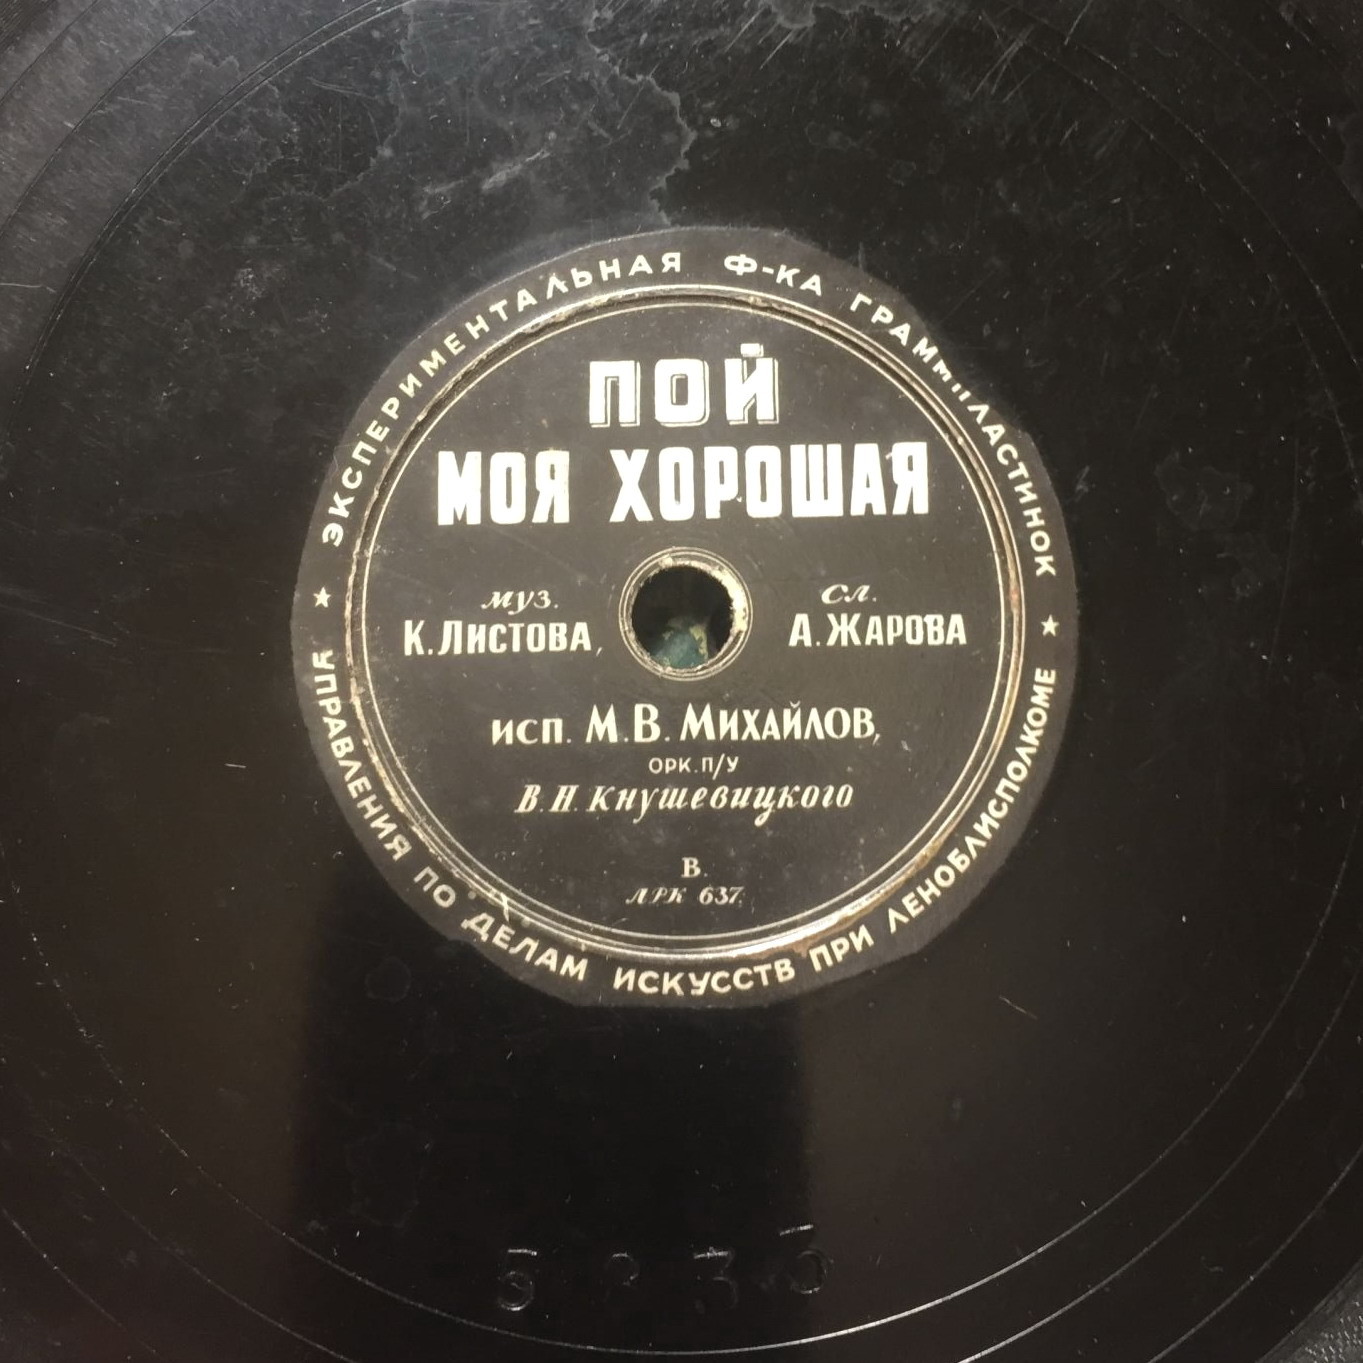 ЭКСПЕРИМЕНТАЛЬНАЯ Ф-КА ГРАММПЛАСТИНОК
ПОЙ
МОЯ ХОРОШАЯ
муз.
К. ЛИСТОВА,
сл.
А. ЖАРОВА
исп. М.В. МИХАЙЛОВ,
ОРК. П/У
В. Н. Кнушевицкого
В.
ЛРК 637
★ УПРАВЛЕНИЯ ПО ДЕЛАМ ИСКУССТВ ПРИ ЛЕНОБЛИСПОЛКОМЕ ★